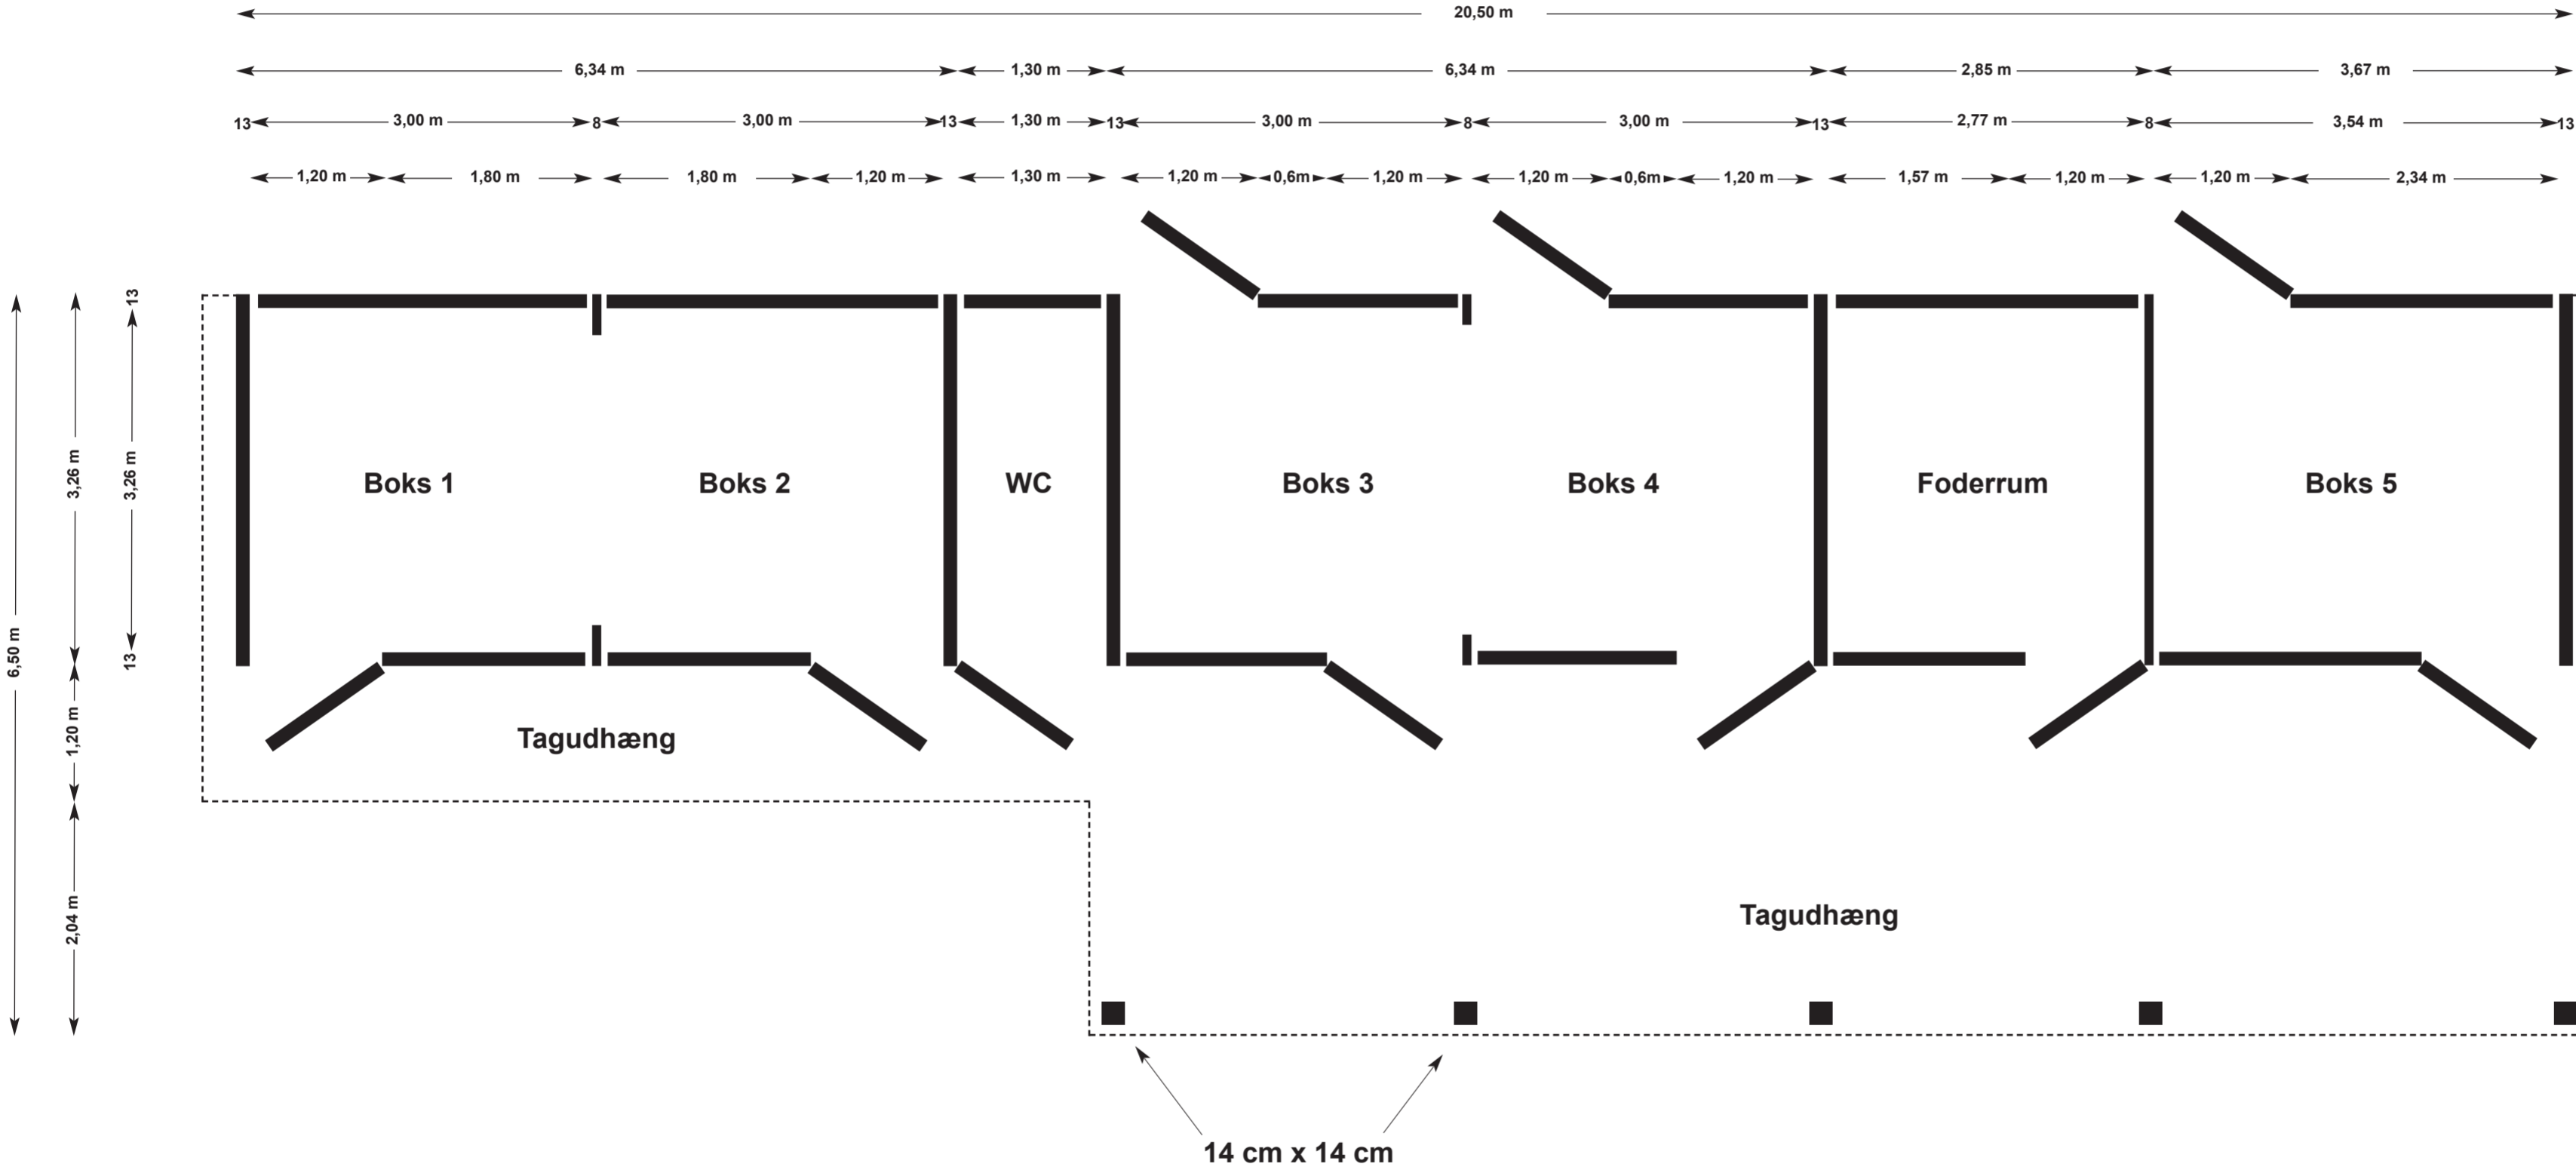 20,50 m
6,34 m 1,30 m 6,34 m 2,85 m 3,67 m
13 3,00 m 8 3,00 m 13 1,30 m 13 3,00 m 8 3,00 m 13 2,77 m 8 3,54 m 13
1,20 m 1,80 m 1,80 m 1,20 m 1,30 m 1,20 m 0,6m 1,20 m 1,20 m 0,6m 1,20 m 1,57 m 1,20 m 1,20 m 2,34 m
6,50 m
3,26 m
1,20 m
2,04 m
13
3,26 m
13
Boks 1 Boks 2 WC Boks 3 Boks 4 Foderrum Boks 5
Tagudhæng
Tagudhæng
14 cm x 14 cm